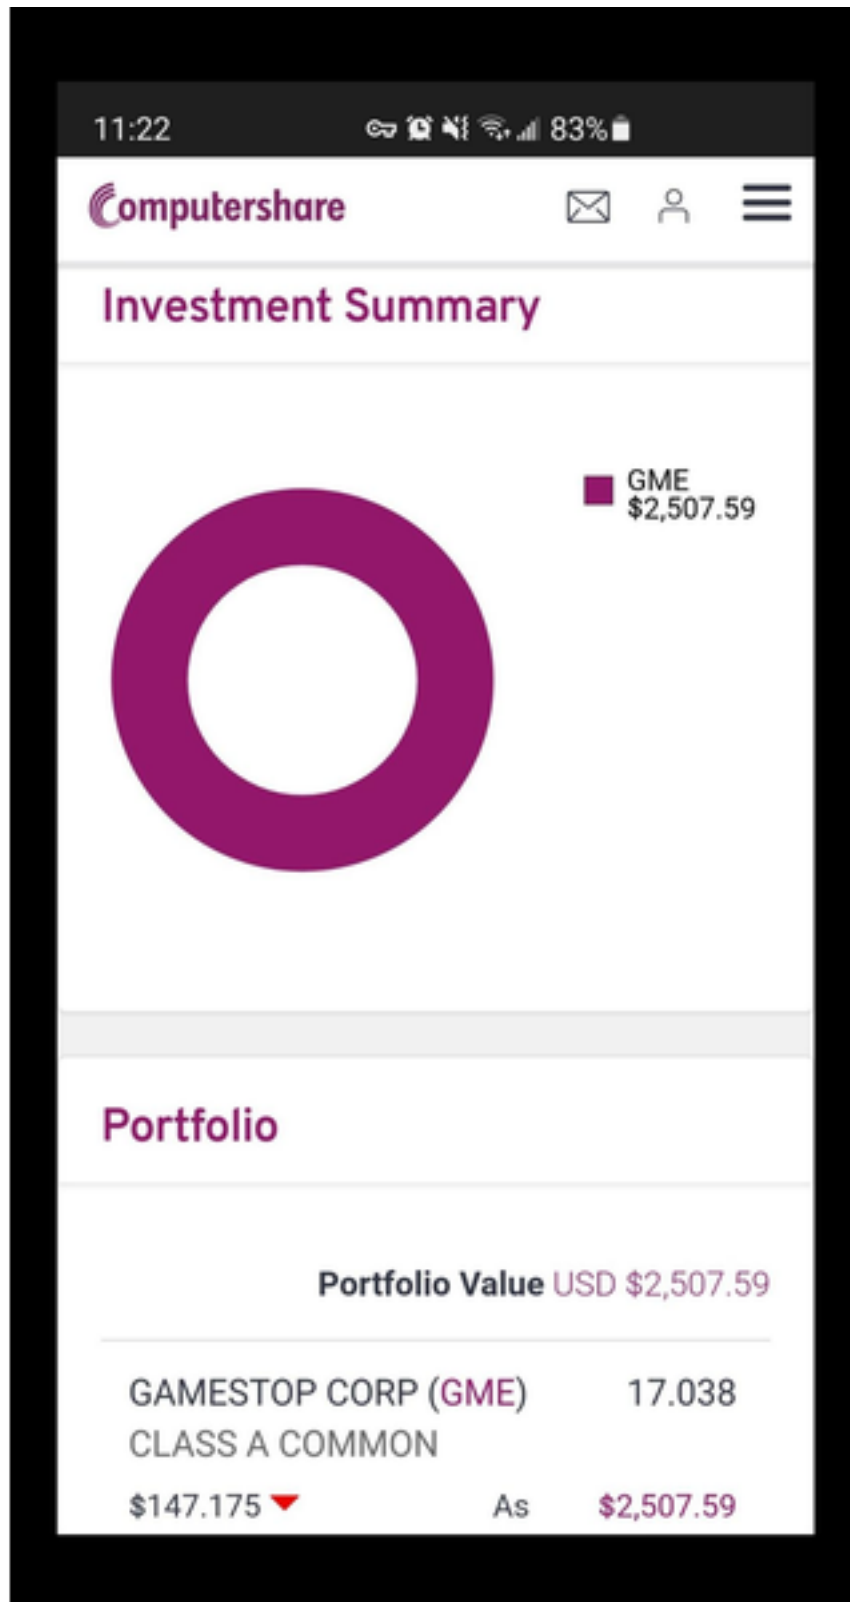 11:22 83%
Computershare
Investment Summary
GME
$2,507.59
Portfolio
Portfolio Value USD $2,507.59
GAMESTOP CORP (GME) 17.038
CLASS A COMMON
$147.175 As $2,507.59